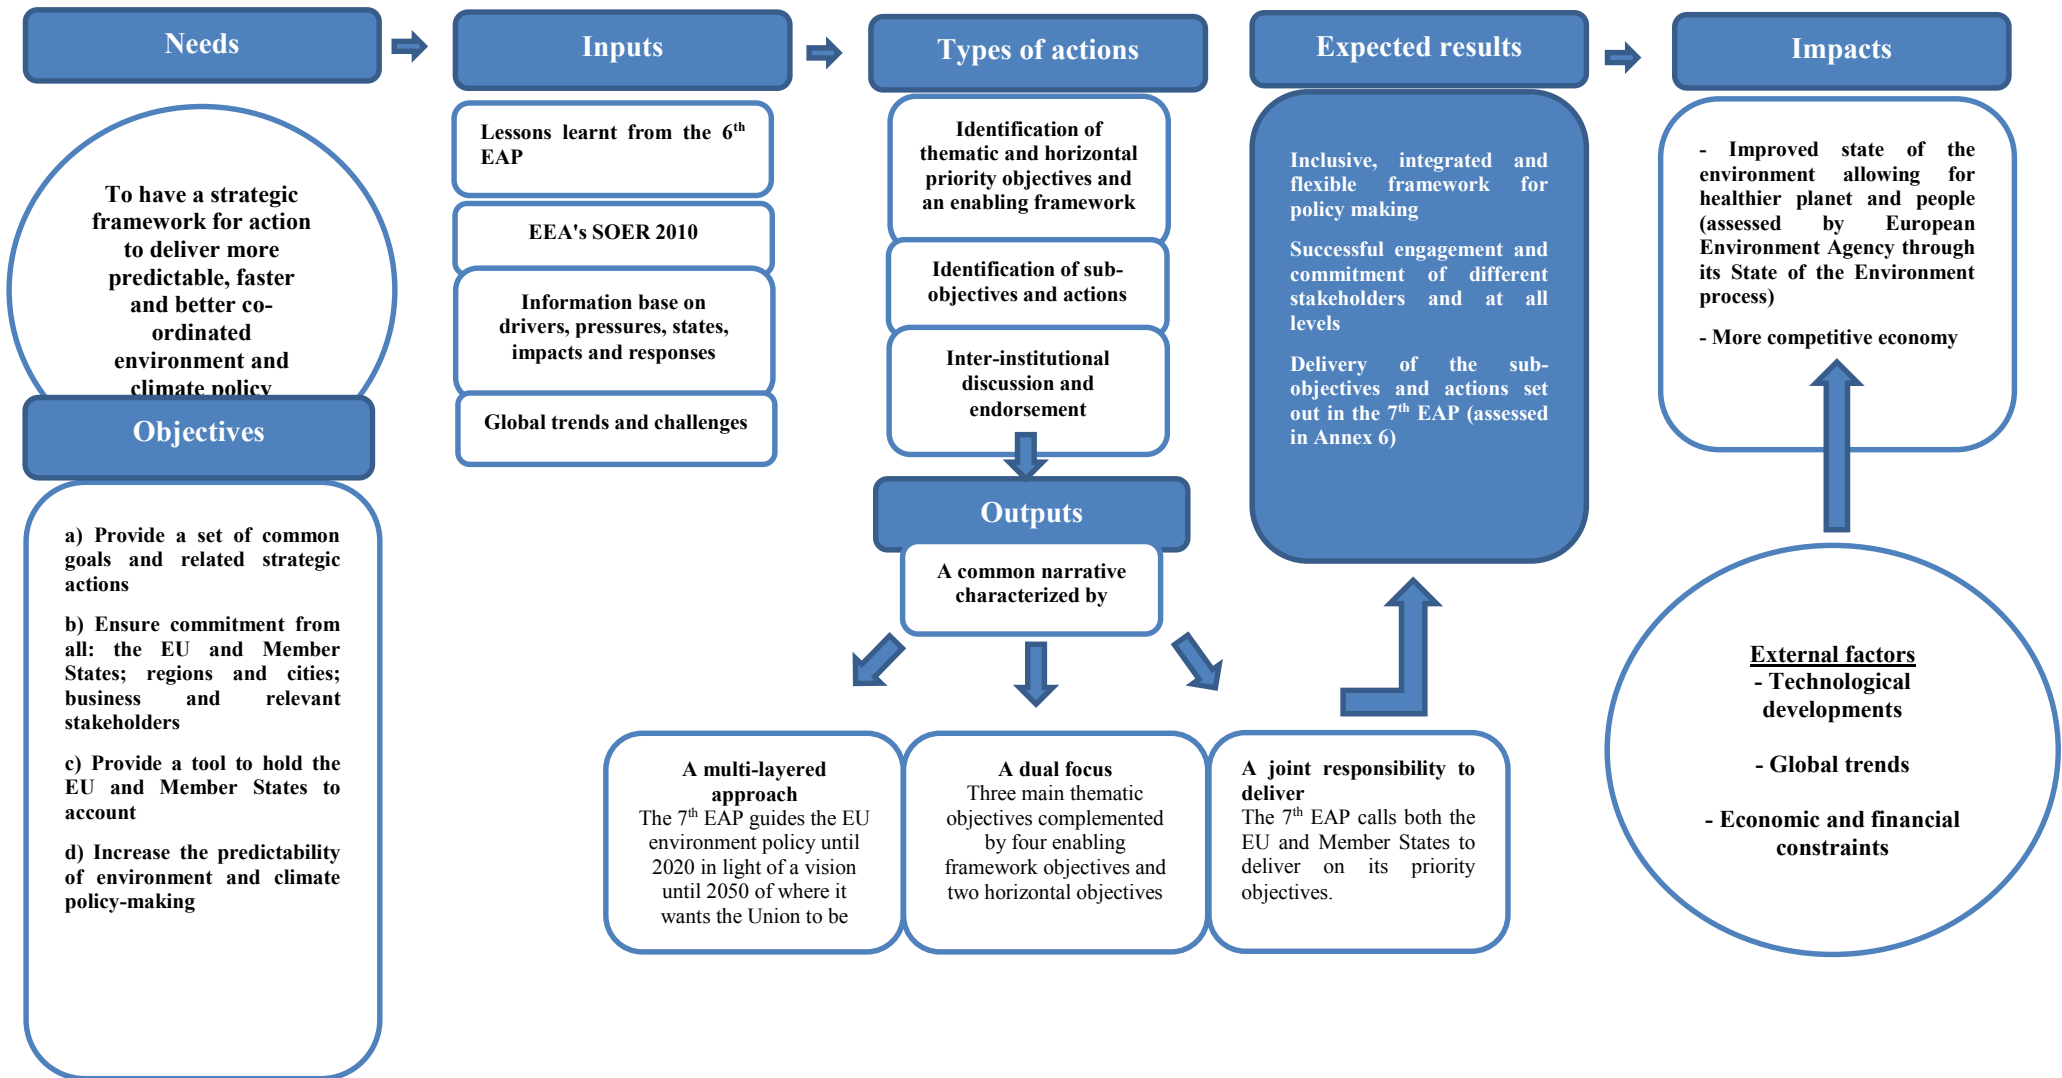 Needs
To have a strategic
framework for action
to deliver more
predictable, faster
and better co-
ordinated
environment and
climate policy
Objectives
a) Provide a set of common
goals and related strategic
actions
b) Ensure commitment from
all: the EU and Member
States; regions and cities;
business and relevant
stakeholders
c) Provide a tool to hold the
EU and Member States to
account
d) Increase the predictability
of environment and climate
policy-making
Inputs
Lessons learnt from the 6th
EAP
EEA's SOER 2010
Information base on
drivers, pressures, states,
impacts and responses
Global trends and challenges
Types of actions
Identification of
thematic and horizontal
priority objectives and
an enabling framework
Identification of sub-
objectives and actions
Inter-institutional
discussion and
endorsement
Outputs
A common narrative
characterized by
A multi-layered
approach
The 7th EAP guides the EU
environment policy until
2020 in light of a vision
until 2050 of where it
wants the Union to be
A dual focus
Three main thematic
objectives complemented
by four enabling
framework objectives and
two horizontal objectives
A joint responsibility to
deliver
The 7th EAP calls both the
EU and Member States to
deliver on its priority
objectives.
Expected results
Inclusive, integrated and
flexible framework for
policy making
Successful engagement and
commitment of different
stakeholders and at all
levels
Delivery of the sub-
objectives and actions set
out in the 7th EAP (assessed
in Annex 6)
Impacts
- Improved state of the
environment allowing for
healthier planet and people
(assessed by European
Environment Agency through
its State of the Environment
process)
- More competitive economy
External factors
- Technological
developments
- Global trends
- Economic and financial
constraints